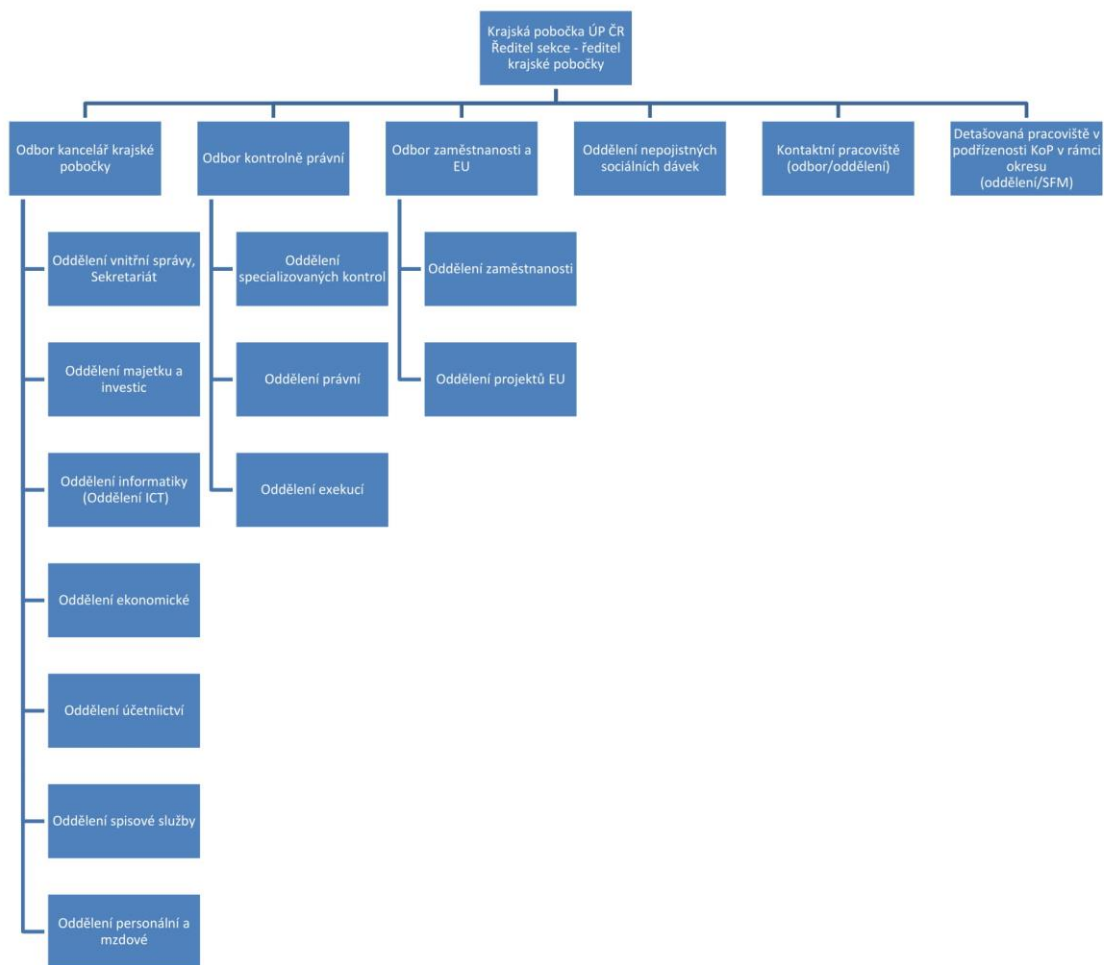 Krajská pobočka ÚP ČR
Ředitel sekce - ředitel
krajské pobočky
Odbor kancelář krajské
pobočky
Odbor kontrolně právní
Odbor zaměstnanosti a
EU
Oddělení nepojistných
sociálních dávek
Kontaktní pracoviště
(odbor/oddělení)
Detašovaná pracoviště v
podřízenosti KoP v rámci
okresu
(oddělení/SFM)
Oddělení vnitřní správy,
Sekretariát
Oddělení majetku a
investic
Oddělení informatiky
(Oddělení ICT)
Oddělení ekonomické
Oddělení účetníictví
Oddělení spisové služby
Oddělení personální a
mzdové
Oddělení
specializovaných kontrol
Oddělení právní
Oddělení exekucí
Oddělení zaměstnanosti
Oddělení projektů EU